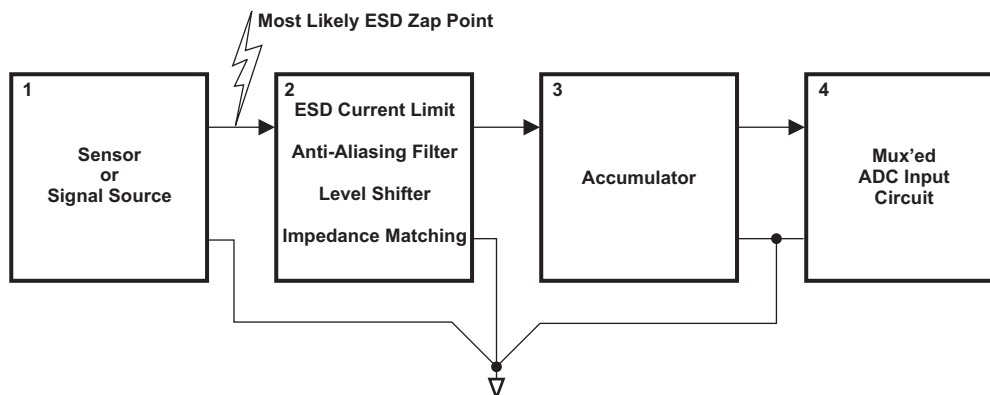 Most Likely ESD Zap Point
1
Sensor
or
Signal Source
2
ESD Current Limit
Anti-Aliasing Filter
Level Shifter
Impedance Matching
3
Accumulator
4
Mux'ed
ADC Input
Circuit